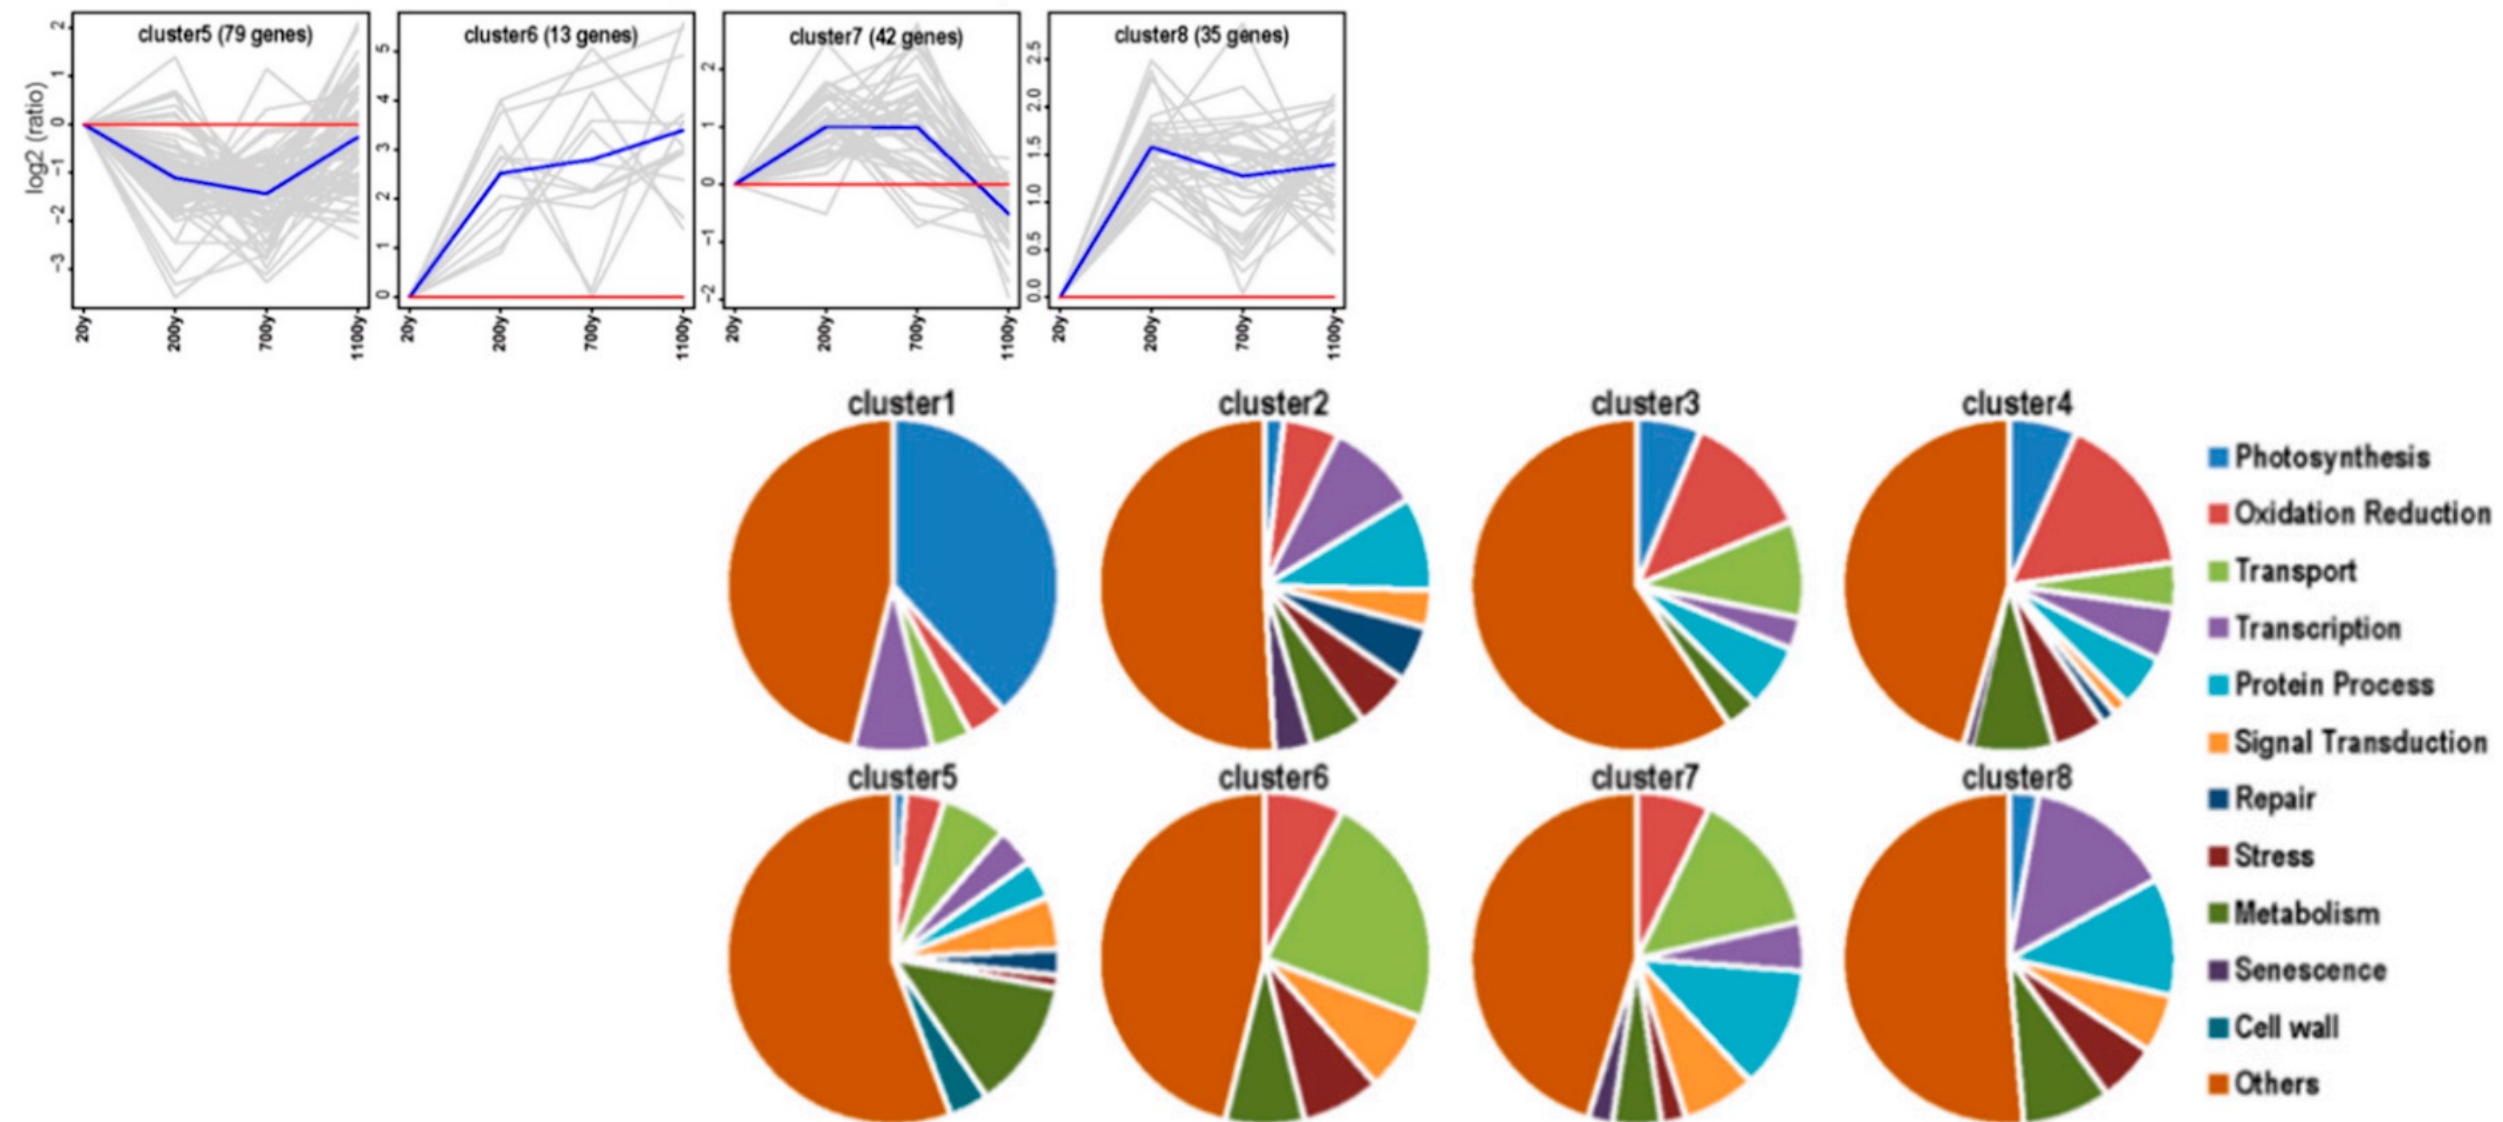 cluster5 (79 genes)
cluster6 (13 genes)
cluster7 (42 genes)
cluster8 (35 genes)
log2 (ratio)
2
1
0
−1
−2
−3
5
4
3
2
1
0
2
1
0
−1
−2
2.5
2.0
1.5
1.0
0.5
0.0
20y 200y 700y 1100y
20y 200y 700y 1100y
20y 200y 700y 1100y
20y 200y 700y 1100y
cluster1
cluster2
cluster3
cluster4
cluster5
cluster6
cluster7
cluster8
Photosynthesis
Oxidation Reduction
Transport
Transcription
Protein Process
Signal Transduction
Repair
Stress
Metabolism
Senescence
Cell wall
Others